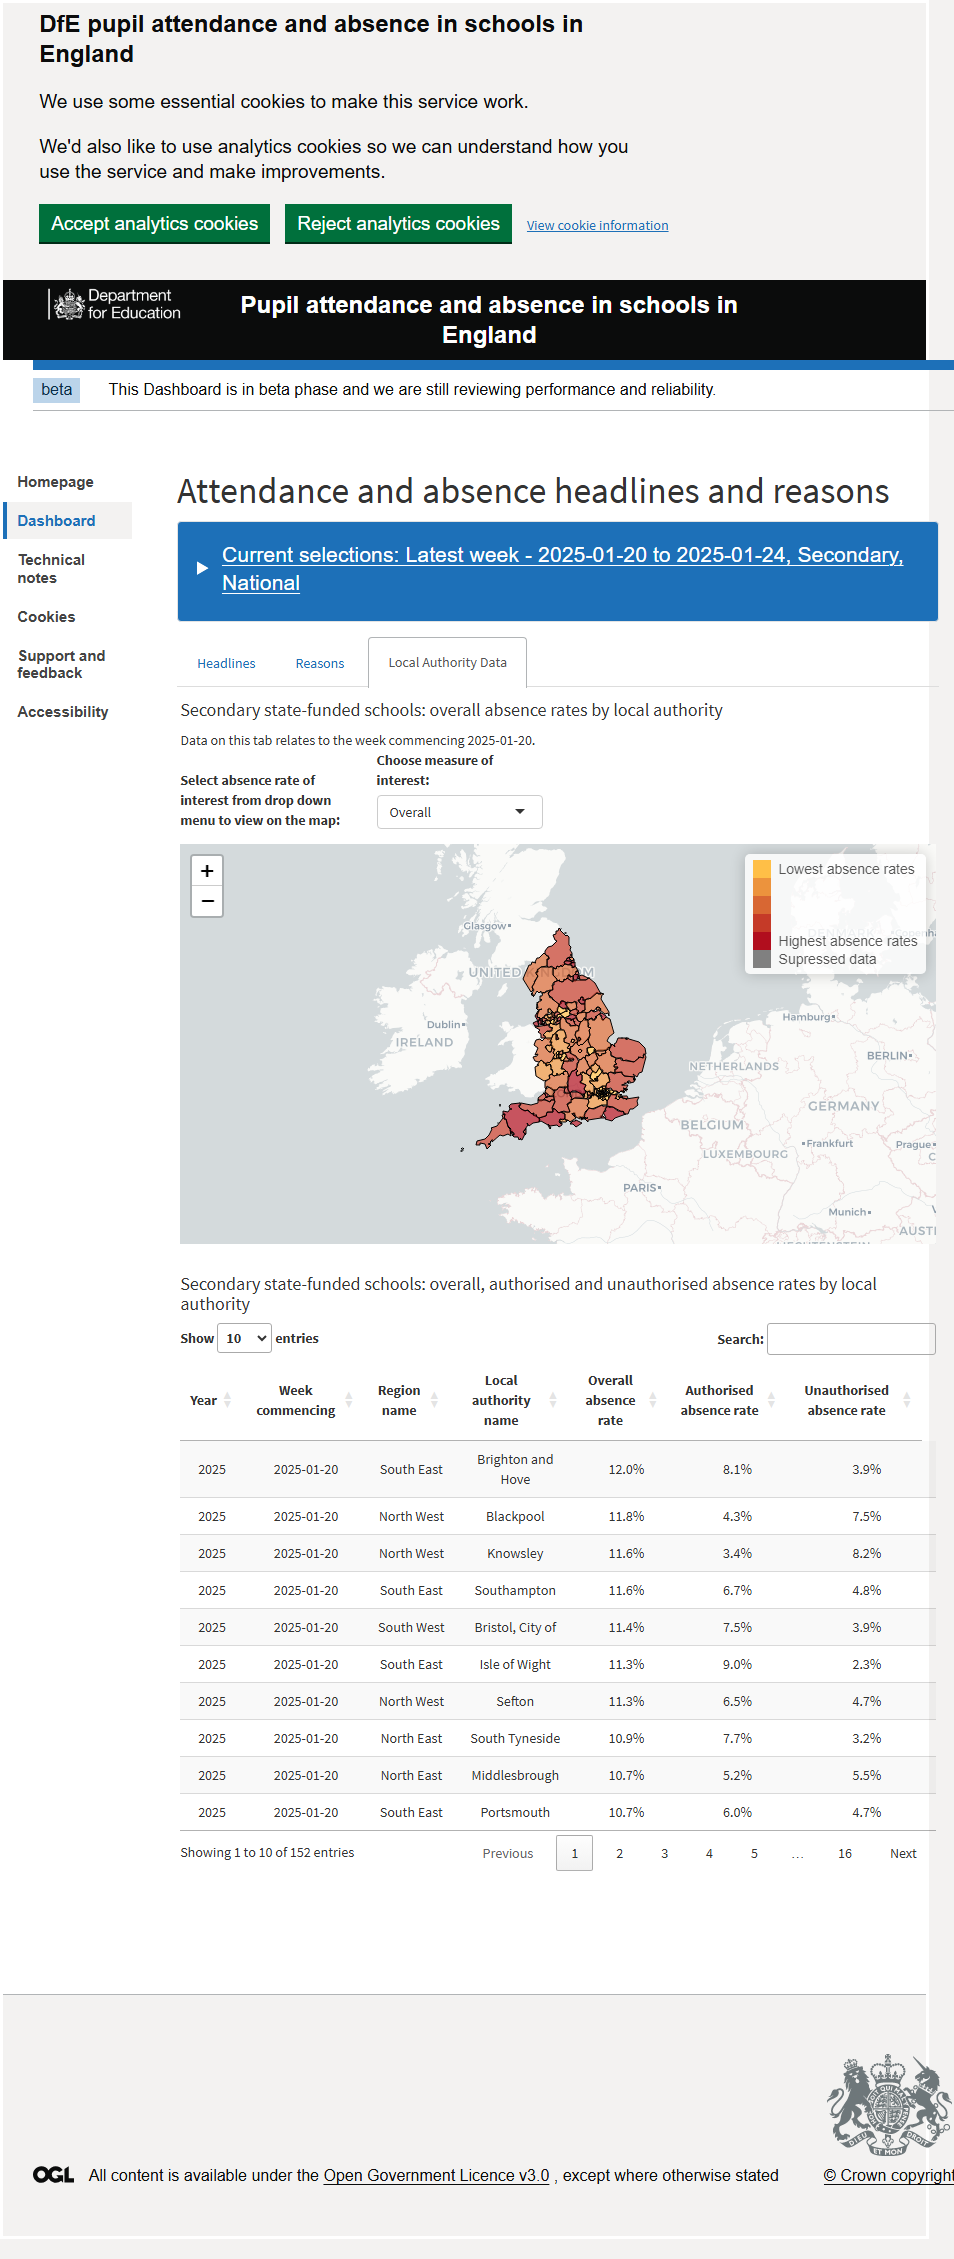 DfE pupil attendance and absence in schools in
England
We use some essential cookies to make this service work.
We'd also like to use analytics cookies so we can understand how you
use the service and make improvements.
Accept analytics cookies
Reject analytics cookies
View cookie information
Department
for Education
Pupil attendance and absence in schools in
England
beta
This Dashboard is in beta phase and we are still reviewing performance and reliability.
Homepage
Dashboard
Technical
notes
Cookies
Support and
feedback
Accessibility
Attendance and absence headlines and reasons
Current selections: Latest week - 2025-01-20 to 2025-01-24, Secondary,
National
Headlines
Reasons
Local Authority Data
Secondary state-funded schools: overall absence rates by local authority
Data on this tab relates to the week commencing 2025-01-20.
Select absence rate of
interest from drop down
menu to view on the map:
Choose measure of
interest:
Overall
+
−
Lowest absence rates
Highest absence rates
Supressed data
Glasgow
UNITED KINGDOM
DENMARK
Dublin
IRELAND
Hamburg
BERLIN
NETHERLANDS
GERMANY
BELGIUM
Frankfurt
LUXEMBOURG
Prague
PARIS
Munich
Secondary state-funded schools: overall, authorised and unauthorised absence rates by local
authority
Show 10 entries
Search:
Year
Week
commencing
Region
name
Local
authority
name
Overall
absence
rate
Authorised
absence rate
Unauthorised
absence rate
2025 2025-01-20 South East Brighton and Hove 12.0% 8.1% 3.9%
2025 2025-01-20 North West Blackpool 11.8% 4.3% 7.5%
2025 2025-01-20 North West Knowsley 11.6% 3.4% 8.2%
2025 2025-01-20 South East Southampton 11.6% 6.7% 4.8%
2025 2025-01-20 South West Bristol, City of 11.4% 7.5% 3.9%
2025 2025-01-20 South East Isle of Wight 11.3% 9.0% 2.3%
2025 2025-01-20 North West Sefton 11.3% 6.5% 4.7%
2025 2025-01-20 North East South Tyneside 10.9% 7.7% 3.2%
2025 2025-01-20 North East Middlesbrough 10.7% 5.2% 5.5%
2025 2025-01-20 South East Portsmouth 10.7% 6.0% 4.7%
Showing 1 to 10 of 152 entries
Previous 1 2 3 4 5 … 16 Next
OGL All content is available under the Open Government Licence v3.0 , except where otherwise stated
© Crown copyright